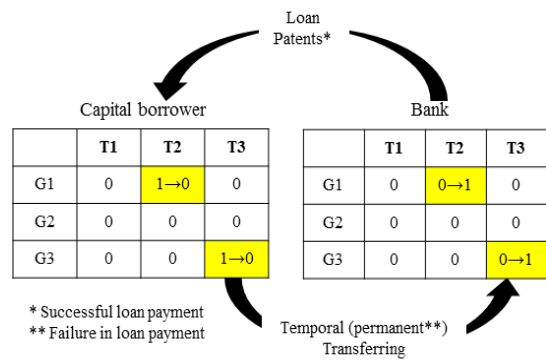 Loan
Patents*
Capital borrower
T1 T2 T3
G1 0 1→0 0
G2 0 0 0
G3 0 0 1→0
Bank
T1 T2 T3
G1 0 0→1 0
G2 0 0 0
G3 0 0 0→1
* Successful loan payment
** Failure in loan payment
Temporal (permanent**)
Transferring